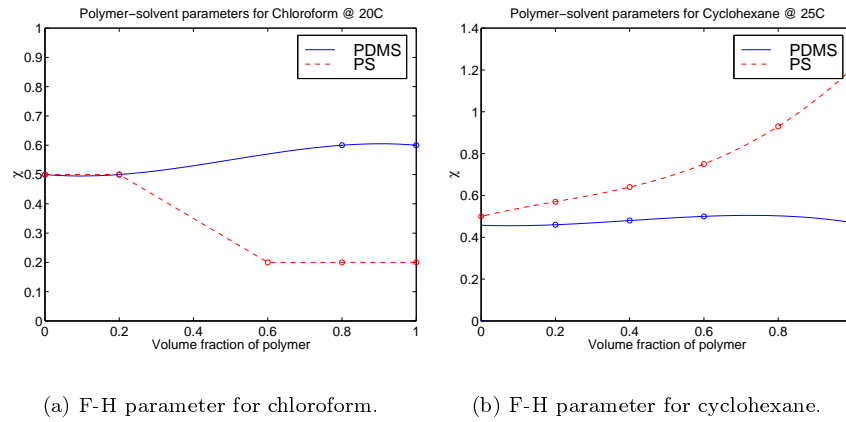 Polymer−solvent parameters for Chloroform @ 20C
1
0.9
0.8
0.7
0.6
0.5
0.4
0.3
0.2
0.1
0
χ
PDMS
PS
0
0.2
0.4
0.6
0.8
1
Volume fraction of polymer
(a) F-H parameter for chloroform.
Polymer−solvent parameters for Cyclohexane @ 25C
1.4
1.2
1
0.8
0.6
0.4
0.2
0
χ
PDMS
PS
0
0.2
0.4
0.6
0.8
Volume fraction of polymer
(b) F-H parameter for cyclohexane.